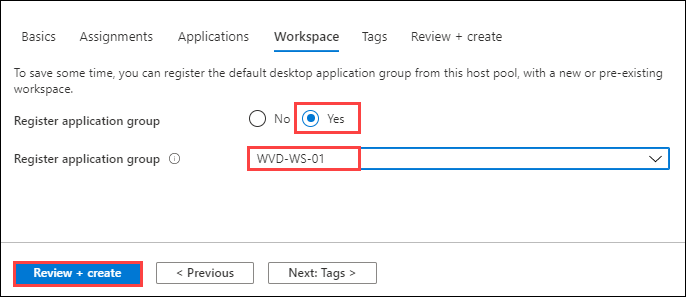 Basics Assignments Applications Workspace Tags Review + create
To save some time, you can register the default desktop application group from this host pool, with a new or pre-existing
workspace.
Register application group No Yes
Register application group WVD-WS-01
Review + create < Previous Next: Tags >